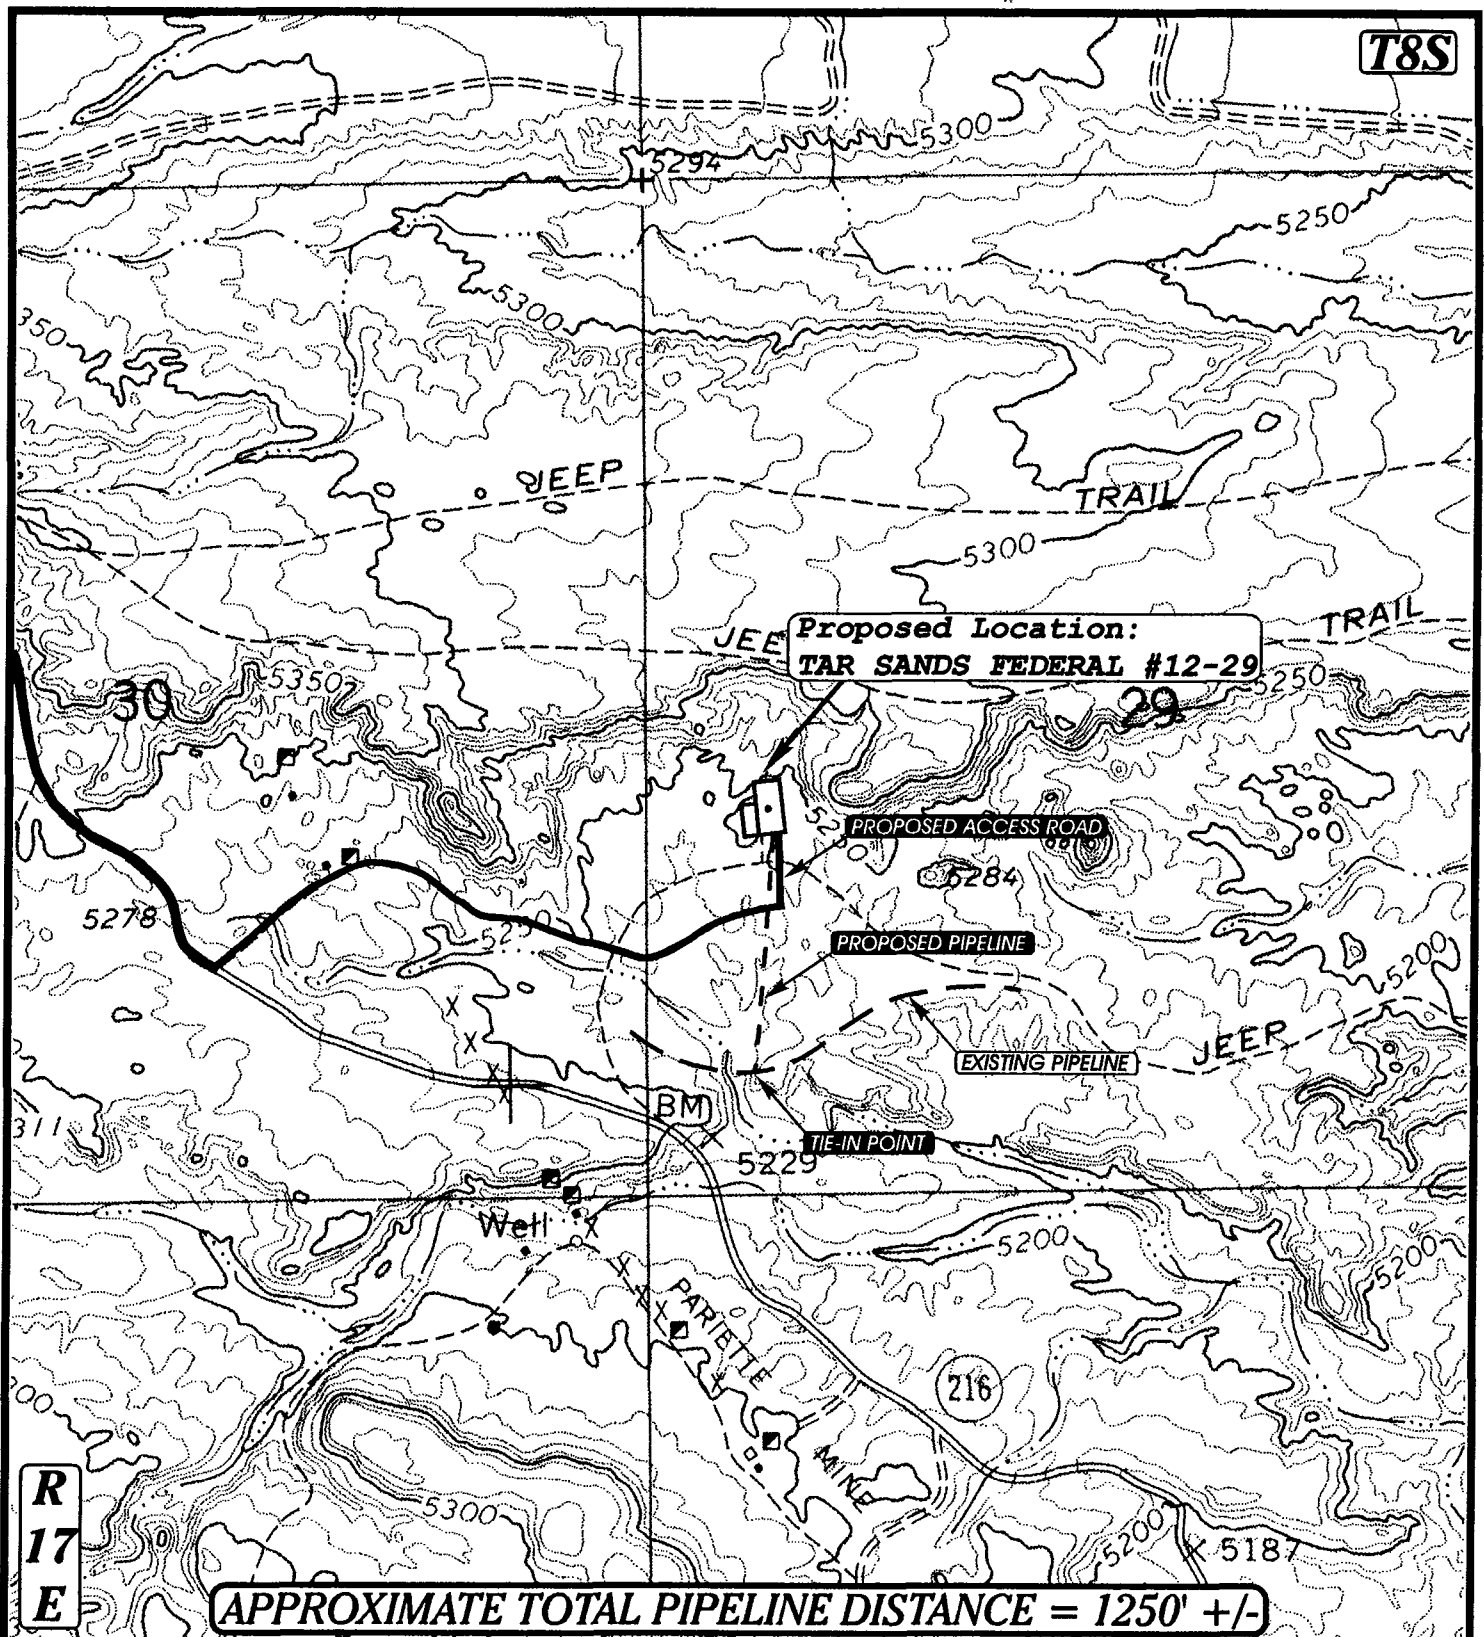 T8S
5300
5294
5250
5300
350
JEEP
TRAIL
5300
TRAIL
JEE
Proposed Location:
TAR SANDS FEDERAL #12-29
5350
5250
30
29
PROPOSED ACCESS ROAD
5284
5278
PROPOSED PIPELINE
5200
JEEP
EXISTING PIPELINE
BM
311
TIE-IN POINT
5229
Well
5200
5200
PARIETTE
216
200
MINE
R
17
E
5300
5200
5187
APPROXIMATE TOTAL PIPELINE DISTANCE = 1250' +/-